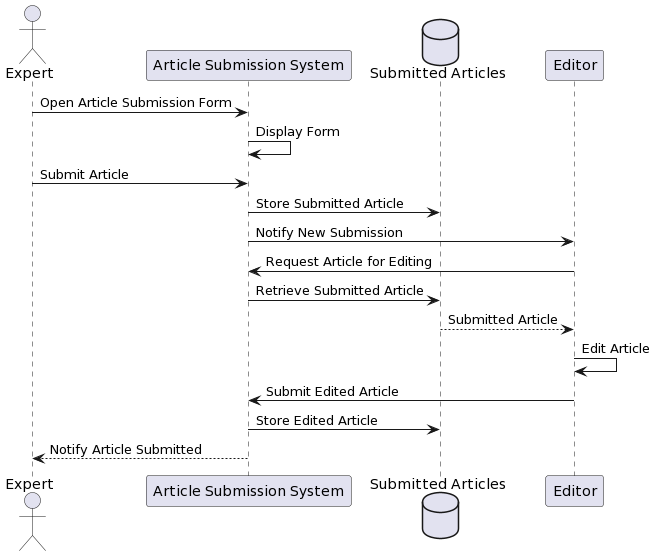 Expert
Article Submission System
Submitted Articles
Editor
Open Article Submission Form
Display Form
Submit Article
Store Submitted Article
Notify New Submission
Request Article for Editing
Retrieve Submitted Article
Submitted Article
Edit Article
Submit Edited Article
Store Edited Article
Notify Article Submitted
Expert
Article Submission System
Submitted Articles
Editor